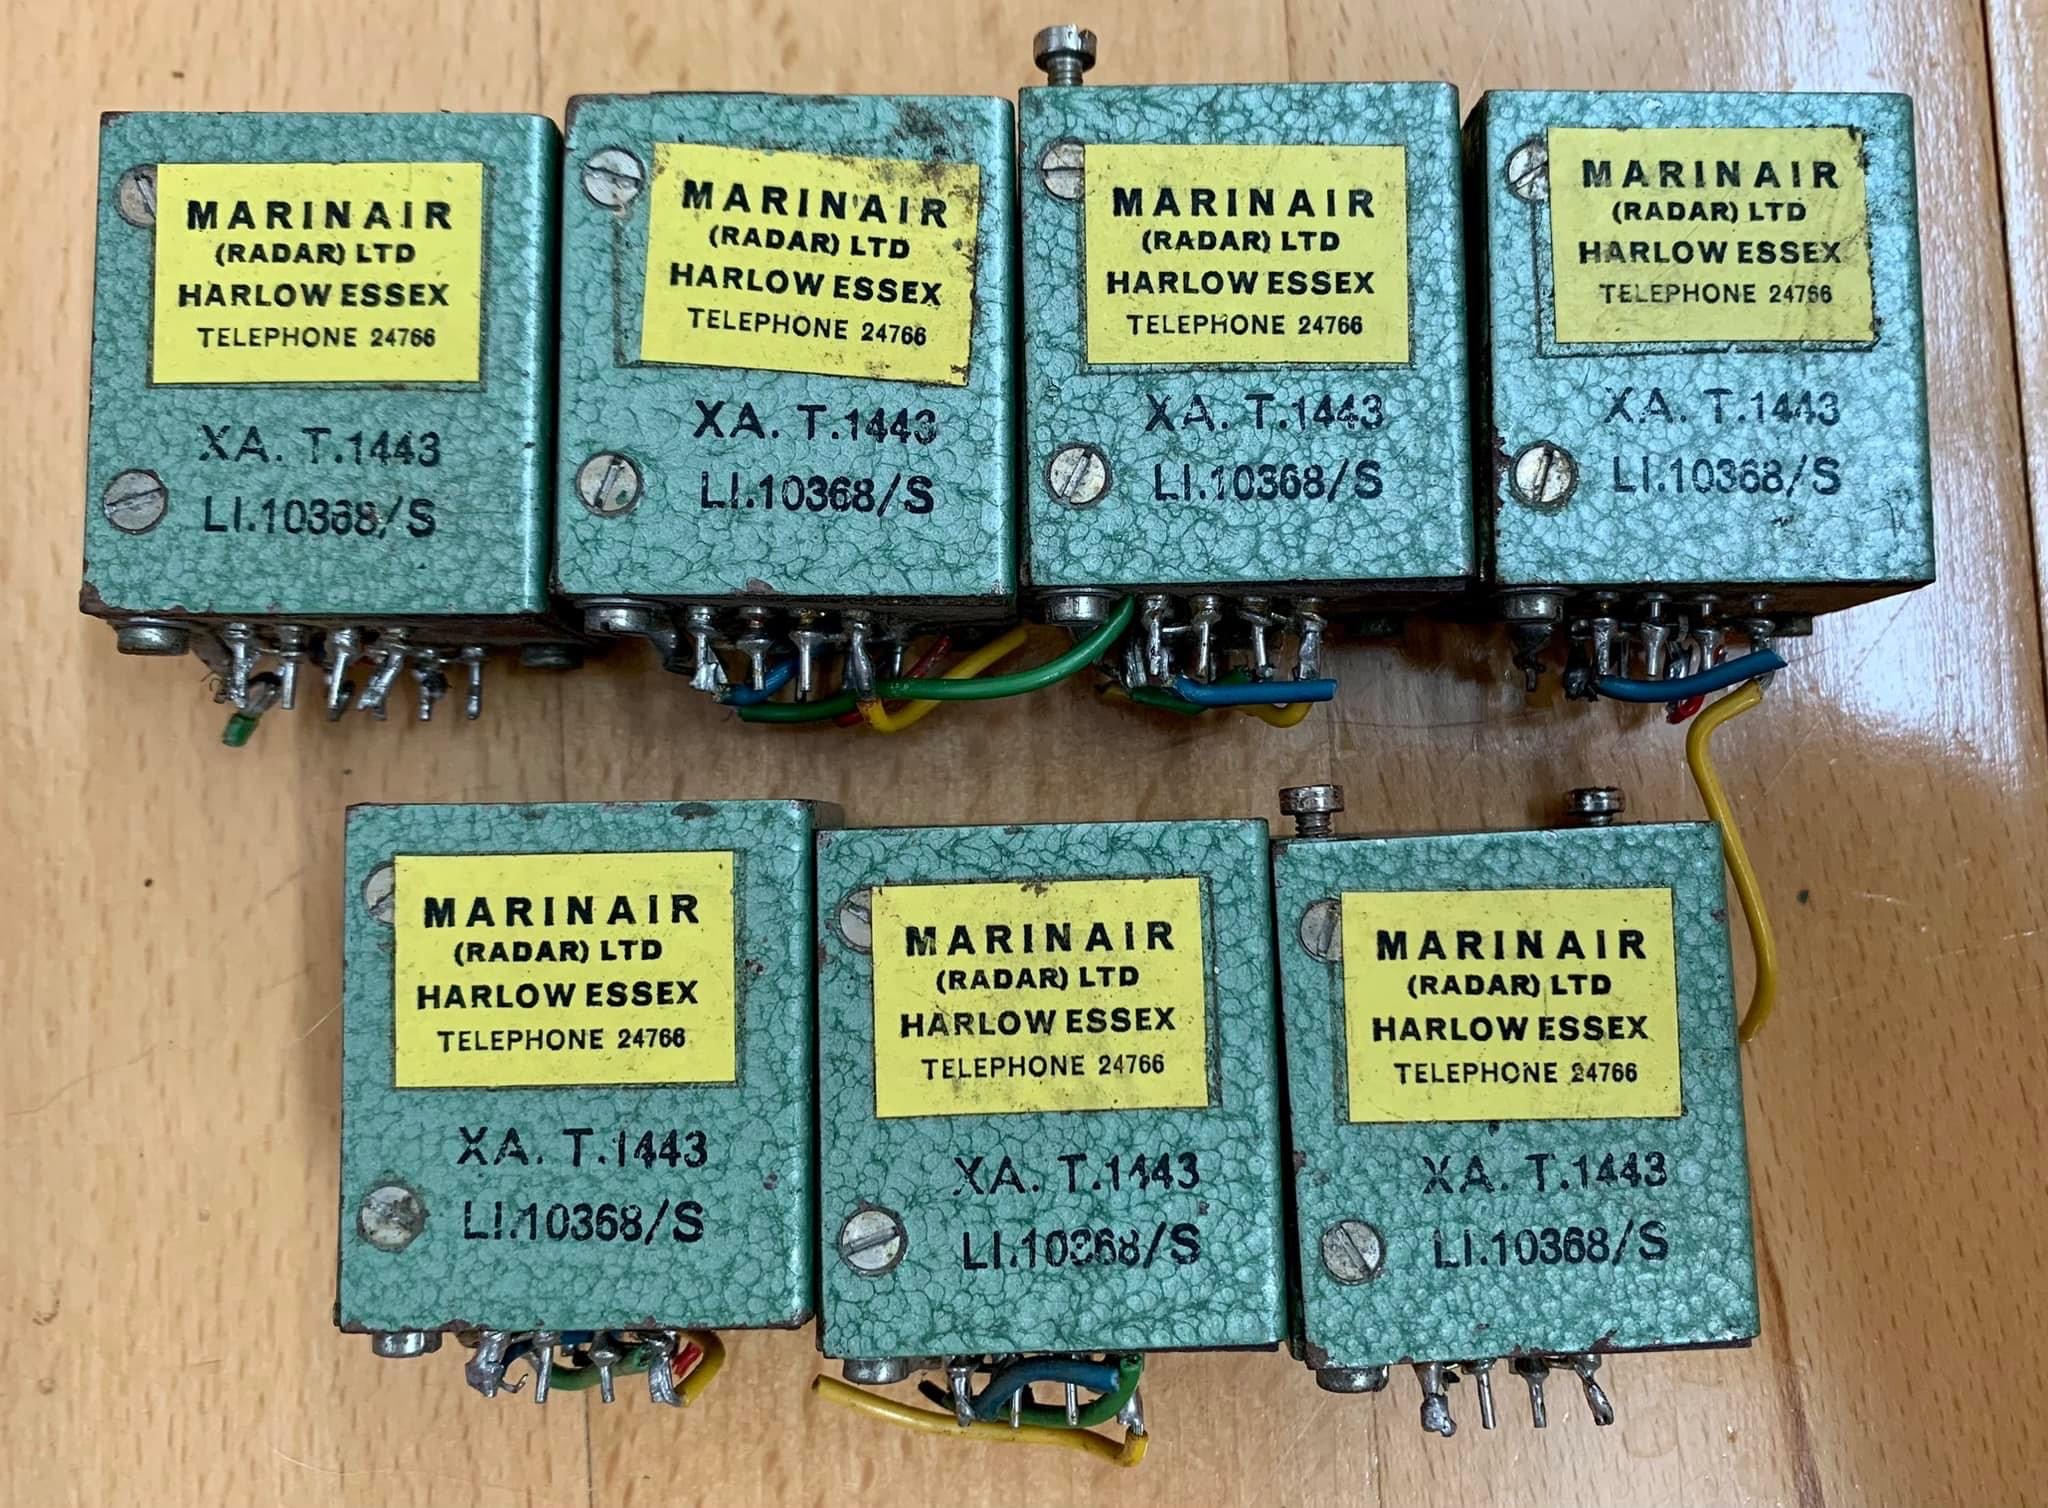 MARINAIR
(RADAR) LTD
HARLOW ESSEX
TELEPHONE 24766
XA. T.1443
LI.10368/S
MARINAIR
(RADAR) LTD
HARLOW ESSEX
TELEPHONE 24766
XA. T.1443
LI.10368/S
MARINAIR
(RADAR) LTD
HARLOW ESSEX
TELEPHONE 24766
XA. T.1443
LI.10368/S
MARINAIR
(RADAR) LTD
HARLOW ESSEX
TELEPHONE 24766
XA. T.1443
LI.10368/S
MARINAIR
(RADAR) LTD
HARLOW ESSEX
TELEPHONE 24766
XA. T.1443
LI.10368/S
MARINAIR
(RADAR) LTD
HARLOW ESSEX
TELEPHONE 24766
XA. T.1443
LI.10368/S
MARINAIR
(RADAR) LTD
HARLOW ESSEX
TELEPHONE 24766
XA. T.1443
LI.10368/S